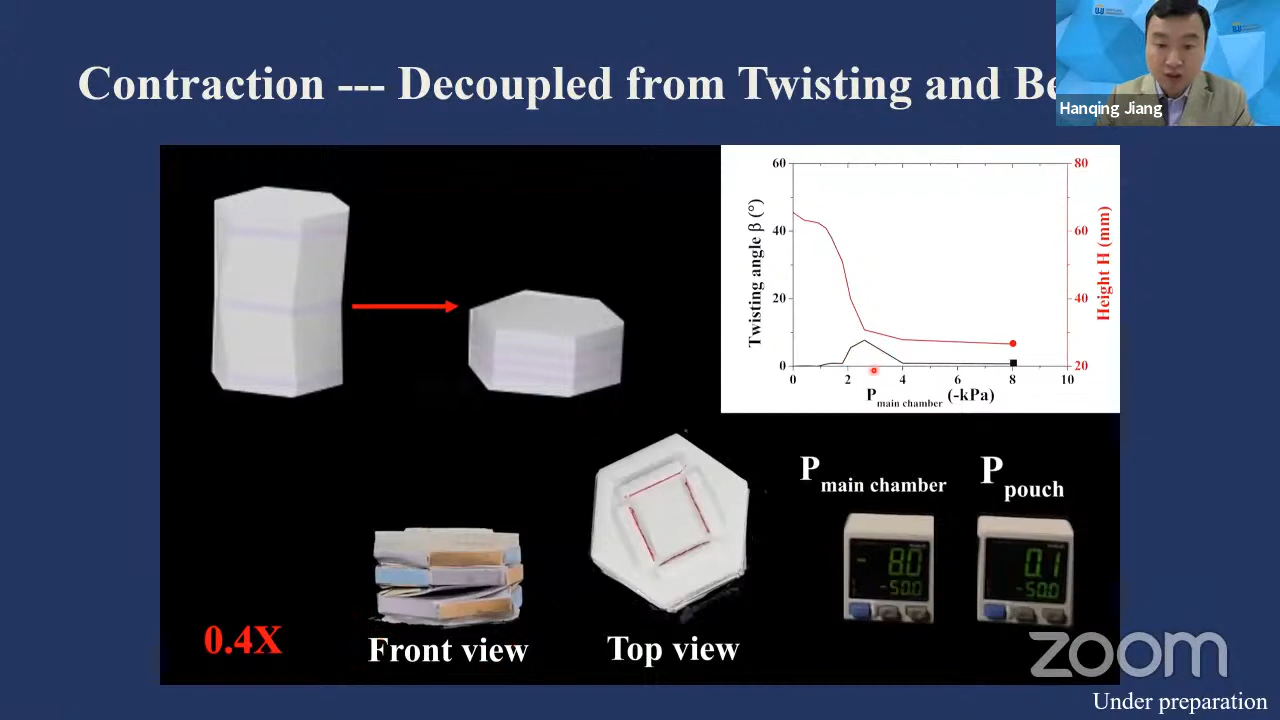 Contraction --- Decoupled from Twisting and Be
Hanqing Jiang
60
40
20
0
Twisting angle β (°)
80
60
40
20
Height H (mm)
0 2 4 6 8 10
P main chamber (-kPa)
P main chamber
P pouch
8.0
-50.0
0.1
-50.0
0.4X
Front view
Top view
zoom
Under preparation